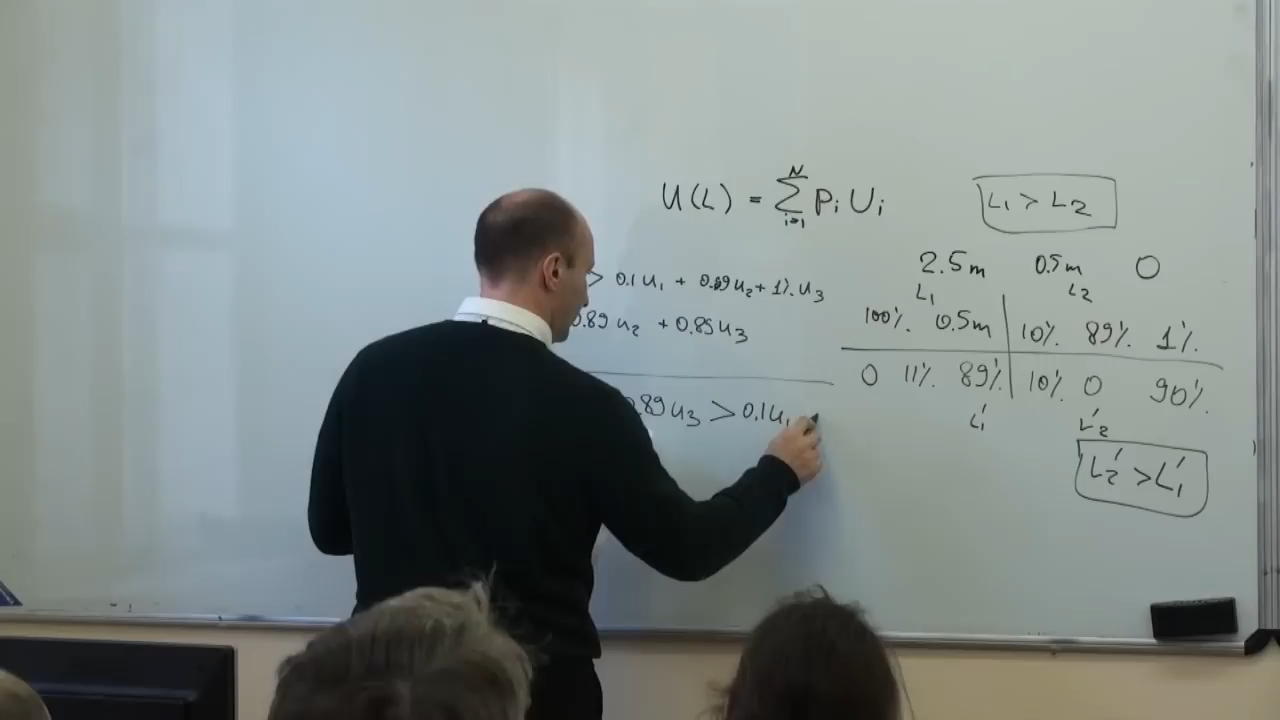 U(L) = N∑i=1 Pi Ui
L1 > L2
2.5m 0.5m 0
L1 L2
> 0.1 u1 + 0.89 u2 + 1% u3
100% 0.5m 10% 89% 1%
0.89 u2 + 0.85 u3
0 11% 89% 10% 0 90%
0.89 u3 > 0.1 u1
L1' L2'
L2' > L1'